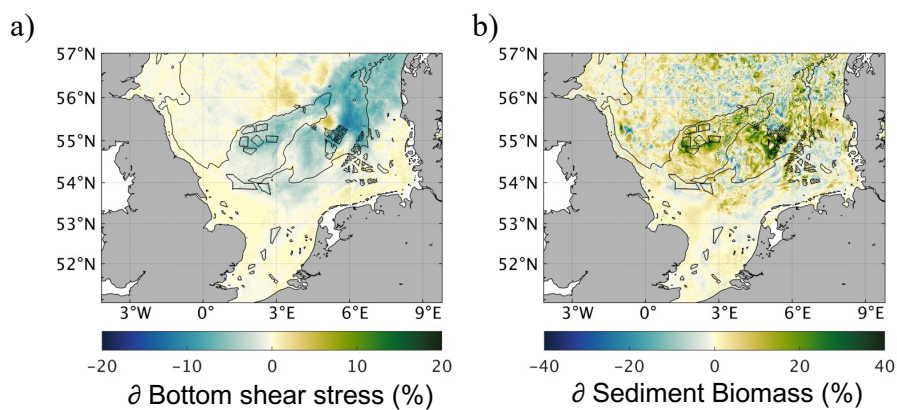 a)
57°N
56°N
55°N
54°N
53°N
52°N
3°W 0° 3°E 6°E 9°E
−20 −10 0 10 20
∂ Bottom shear stress (%)
b)
57°N
56°N
55°N
54°N
53°N
52°N
3°W 0° 3°E 6°E 9°E
−40 −20 0 20 40
∂ Sediment Biomass (%)